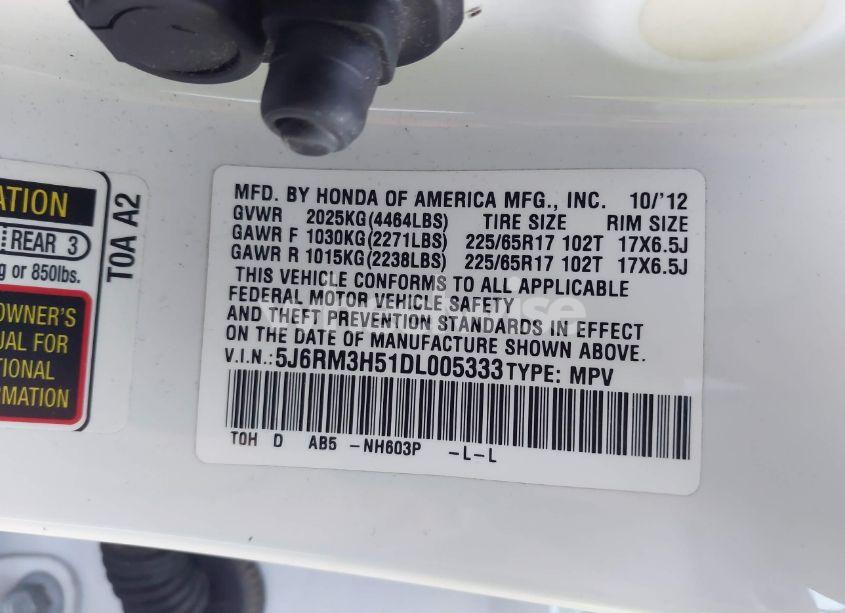 ATION
REAR 3
g or 850lbs.
OWNER'S
UAL FOR
TIONAL
ORMATION.
T0A A2
MFD. BY HONDA OF AMERICA MFG., INC. 10/'12
GVWR 2025KG(4464LBS) TIRE SIZE RIM SIZE
GAWR F 1030KG(2271LBS) 225/65R17 102T 17X6.5J
GAWR R 1015KG(2238LBS) 225/65R17 102T 17X6.5J
THIS VEHICLE CONFORMS TO ALL APPLICABLE
FEDERAL MOTOR VEHICLE SAFETY
AND THEFT PREVENTION STANDARDS IN EFFECT
ON THE DATE OF MANUFACTURE SHOWN ABOVE.
V.I.N.:5J6RM3H51DL005333 TYPE: MPV
T0H D AB5 -NH603P -L-L